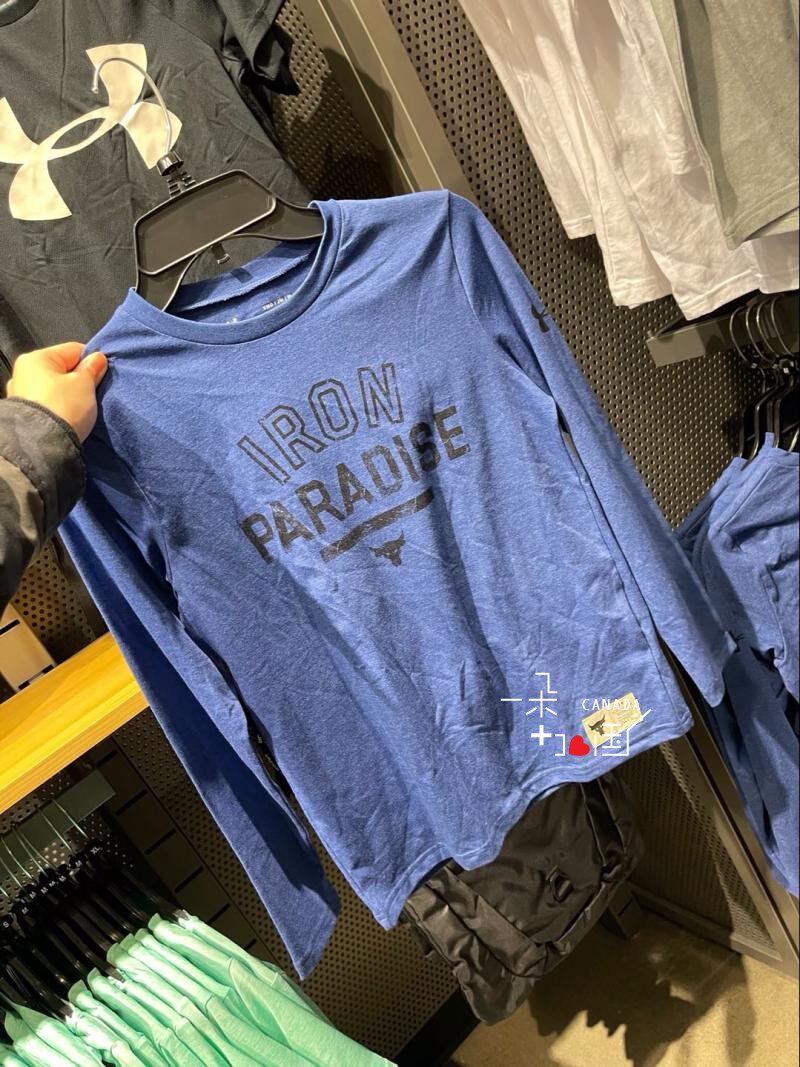 IRON
PARADISE
一朵 CANADA
加国